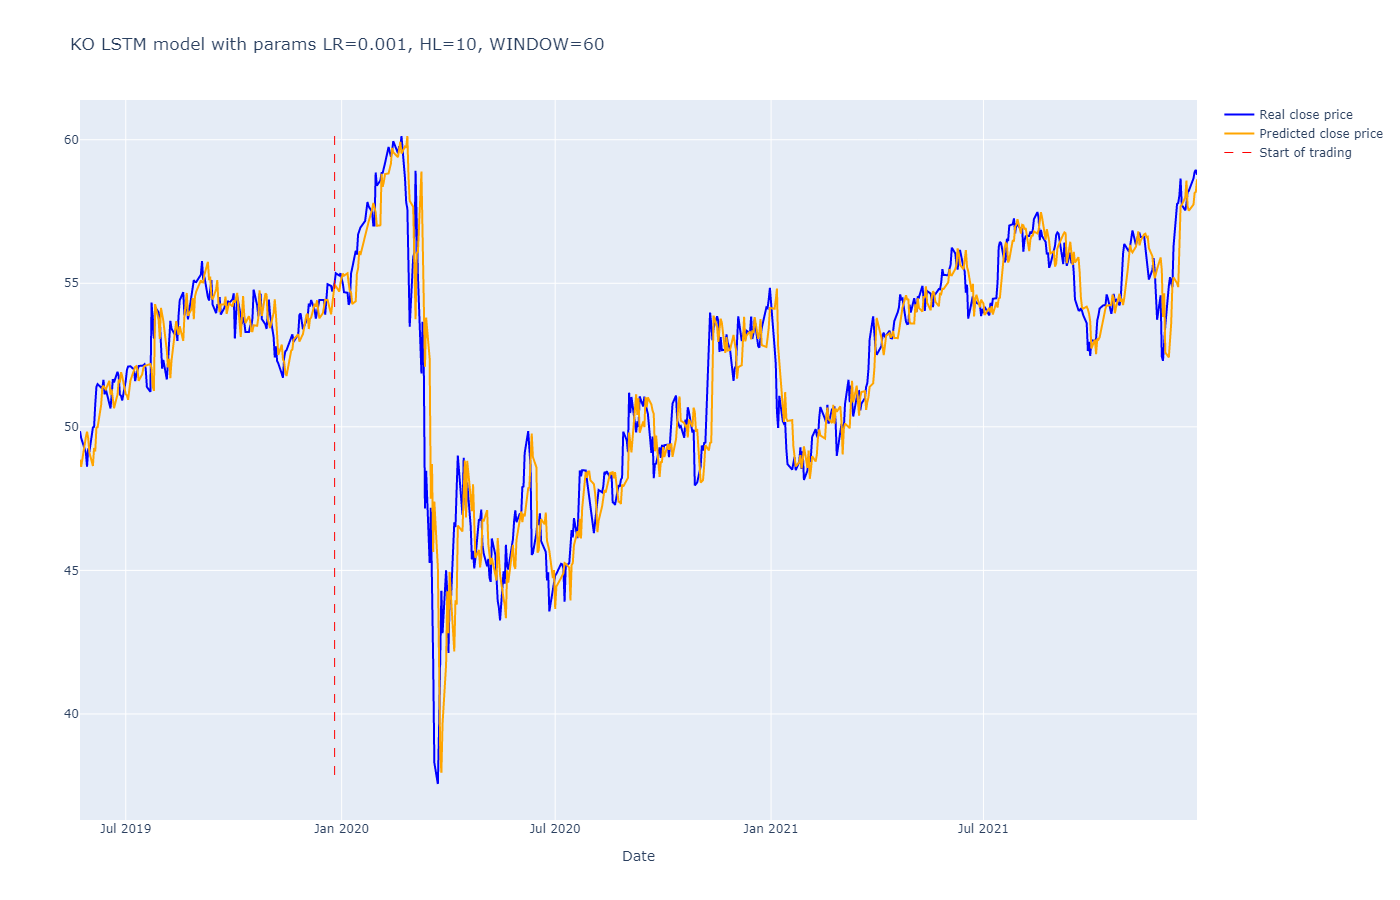 KO LSTM model with params LR=0.001, HL=10, WINDOW=60
Real close price
Predicted close price
Start of trading
60
55
50
45
40
Jul 2019
Jan 2020
Jul 2020
Jan 2021
Jul 2021
Date